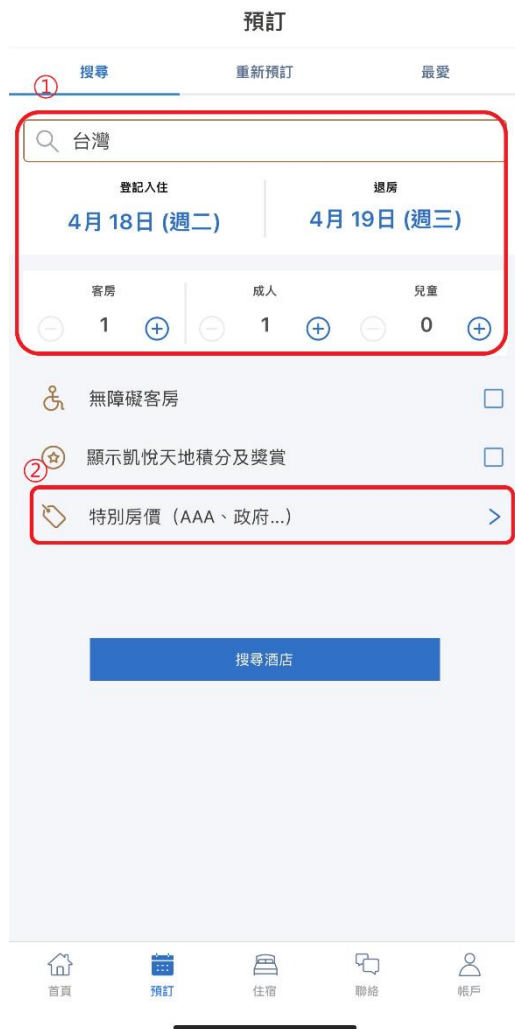 預訂
搜尋 重新預訂 最愛
①
台灣
登記入住 退房
4月 18日 (週二) 4月 19日 (週三)
客房 成人 兒童
1 1 0
無障礙客房
顯示凱悅天地積分及獎賞
②
特別房價（AAA、政府...）
搜尋酒店
首頁 預訂 住宿 聯絡 帳戶